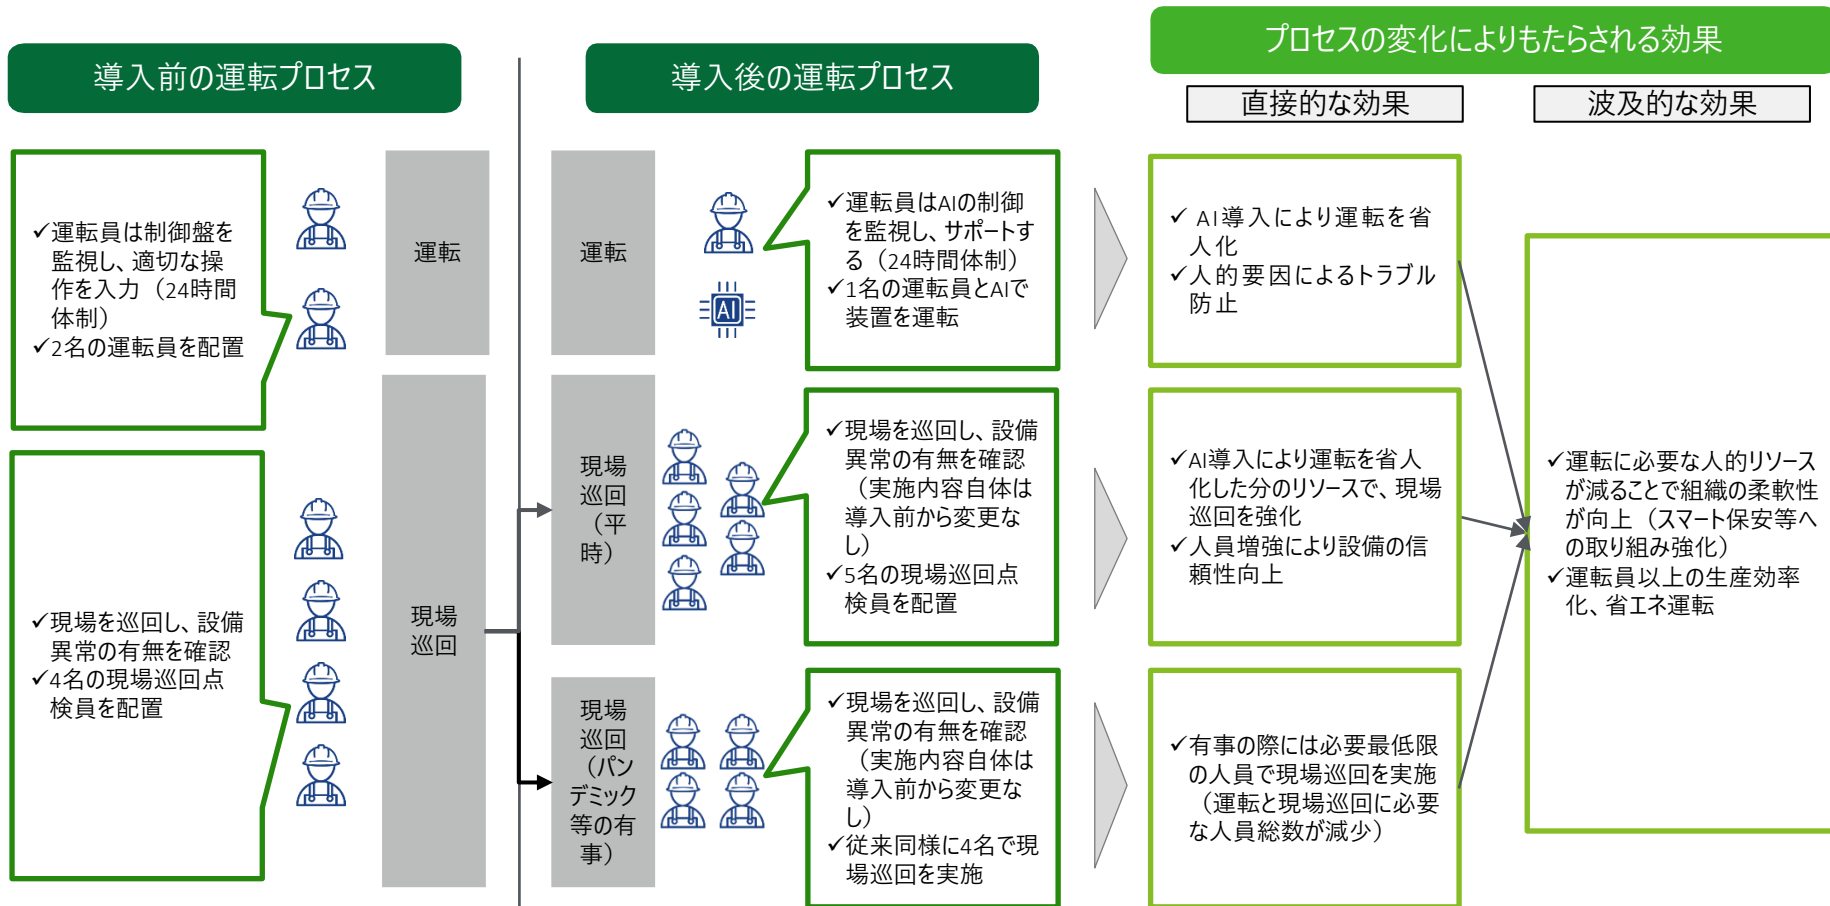 導入前の運転プロセス
導入後の運転プロセス
プロセスの変化によりもたらされる効果
直接的な効果
波及的な効果
✓運転員は制御盤を
監視し、適切な操
作を入力（24時間
体制）
✓2名の運転員を配置
運転
✓現場を巡回し、設備
異常の有無を確認
✓4名の現場巡回点
検員を配置
現場
巡回
運転
AI
✓運転員はAIの制御
を監視し、サポートす
る（24時間体制）
✓1名の運転員とAIで
装置を運転
現場
巡回
（平
時）
✓現場を巡回し、設備
異常の有無を確認
（実施内容自体は
導入前から変更な
し）
✓5名の現場巡回点
検員を配置
現場
巡回
（パン
デミック
等の有
事）
✓現場を巡回し、設備
異常の有無を確認
（実施内容自体は
導入前から変更な
し）
✓従来同様に4名で現
場巡回を実施
✓ AI導入により運転を省
人化
✓人的要因によるトラブル
防止
✓AI導入により運転を省人
化した分のリソースで、現場
巡回を強化
✓人員増強により設備の信
頼性向上
✓有事の際には必要最低限
の人員で現場巡回を実施
（運転と現場巡回に必要
な人員総数が減少）
✓運転に必要な人的リソース
が減ることで組織の柔軟性
が向上（スマート保安等へ
の取り組み強化）
✓運転員以上の生産効率
化、省エネ運転